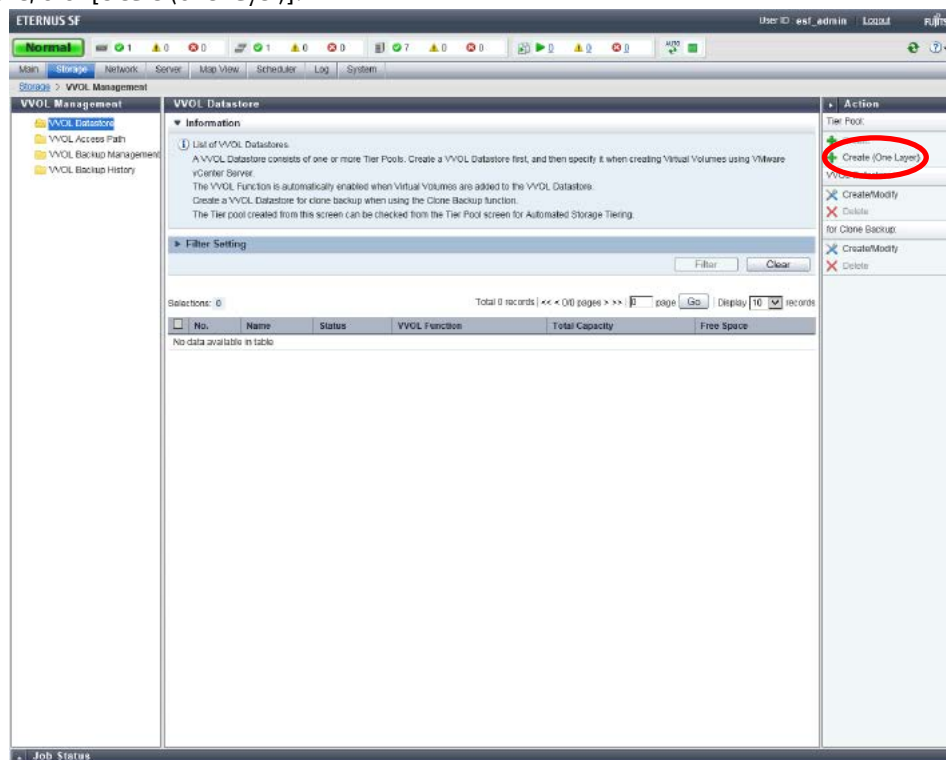 ETERNUS SF
User ID: esf_admin Logout
Normal 1 0 0 1 0 0 7 0 0 0 0 0 AUTO
Main Storage Network Server Map View Scheduler Log System
Storage > VVOL Management
VVOL Management
VVOL Datastore
VVOL Access Path
VVOL Backup Management
VVOL Backup History
VVOL Datastore
Information
List of VVOL Datastores.
A VVOL Datastore consists of one or more Tier Pools. Create a VVOL Datastore first, and then specify it when creating Virtual Volumes using VMware
vCenter Server.
The VVOL Function is automatically enabled when Virtual Volumes are added to the VVOL Datastore.
Create a VVOL Datastore for clone backup when using the Clone Backup function.
The Tier pool created from this screen can be checked from the Tier Pool screen for Automated Storage Tiering.
Filter Setting
Filter Clear
Selections: 0
Total 0 records | << < 0/0 pages > >> | 0 page Go | Display 10 records
No. Name Status VVOL Function Total Capacity Free Space
No data available in table
Action
Tier Pool:
Create (One Layer)
Create/Modify
Delete
for Clone Backup:
Create/Modify
Delete
Job Status